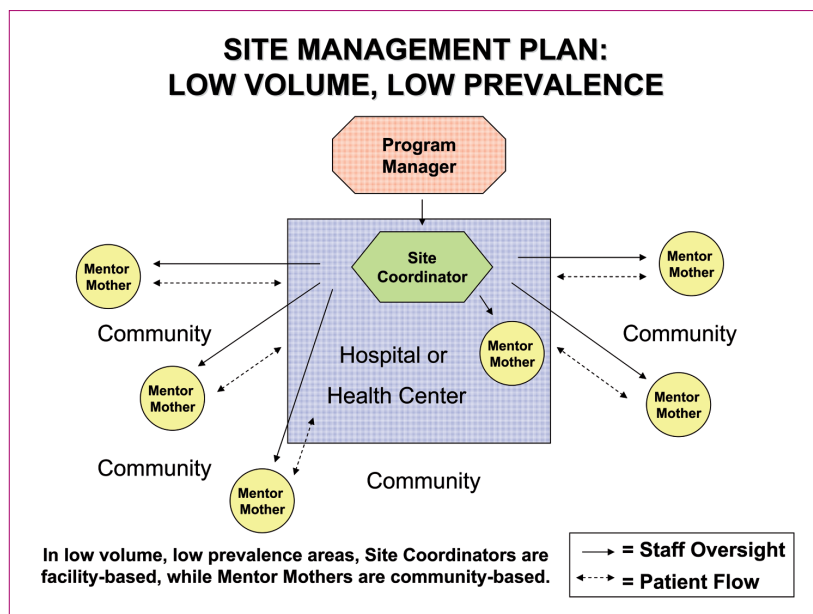 SITE MANAGEMENT PLAN:
LOW VOLUME, LOW PREVALENCE
Program
Manager
Site
Coordinator
Mentor
Mother
Mentor
Mother
Community
Community
Mentor
Mother
Hospital or
Health Center
Mentor
Mother
Mentor
Mother
Community
Community
Mentor
Mother
In low volume, low prevalence areas, Site Coordinators are
facility-based, while Mentor Mothers are community-based.
= Staff Oversight
= Patient Flow